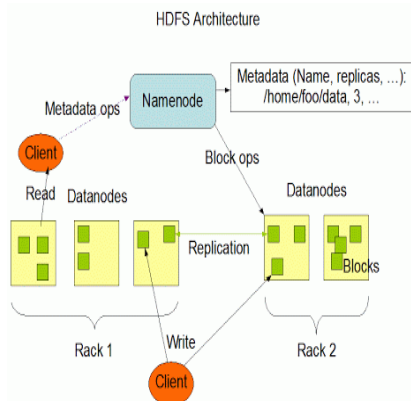 HDFS Architecture
Metadata (Name, replicas, ...):
/home/foo/data, 3, ...
Namenode
Metadata ops
Client
Block ops
Read
Datanodes
Datanodes
Replication
Blocks
Write
Rack 1
Rack 2
Client